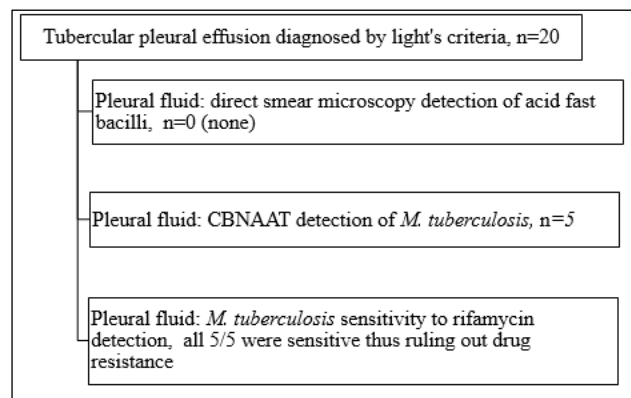 Tubercular pleural effusion diagnosed by light's criteria, n=20
Pleural fluid: direct smear microscopy detection of acid fast
bacilli, n=0 (none)
Pleural fluid: CBNAAT detection of M. tuberculosis, n=5
Pleural fluid: M. tuberculosis sensitivity to rifamycin
detection, all 5/5 were sensitive thus ruling out drug
resistance